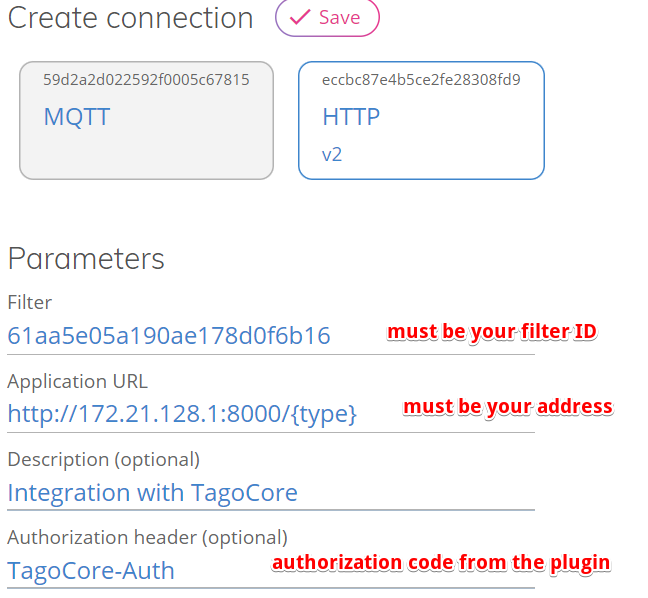 Create connection
Save
59d2a2d022592f0005c67815
MQTT
eccbc87e4b5ce2fe28308fd9
HTTP
v2
Parameters
Filter
61aa5e05a190ae178d0f6b16
must be your filter ID
Application URL
http://172.21.128.1:8000/{type}
must be your address
Description (optional)
Integration with TagoCore
Authorization header (optional)
TagoCore-Auth
authorization code from the plugin